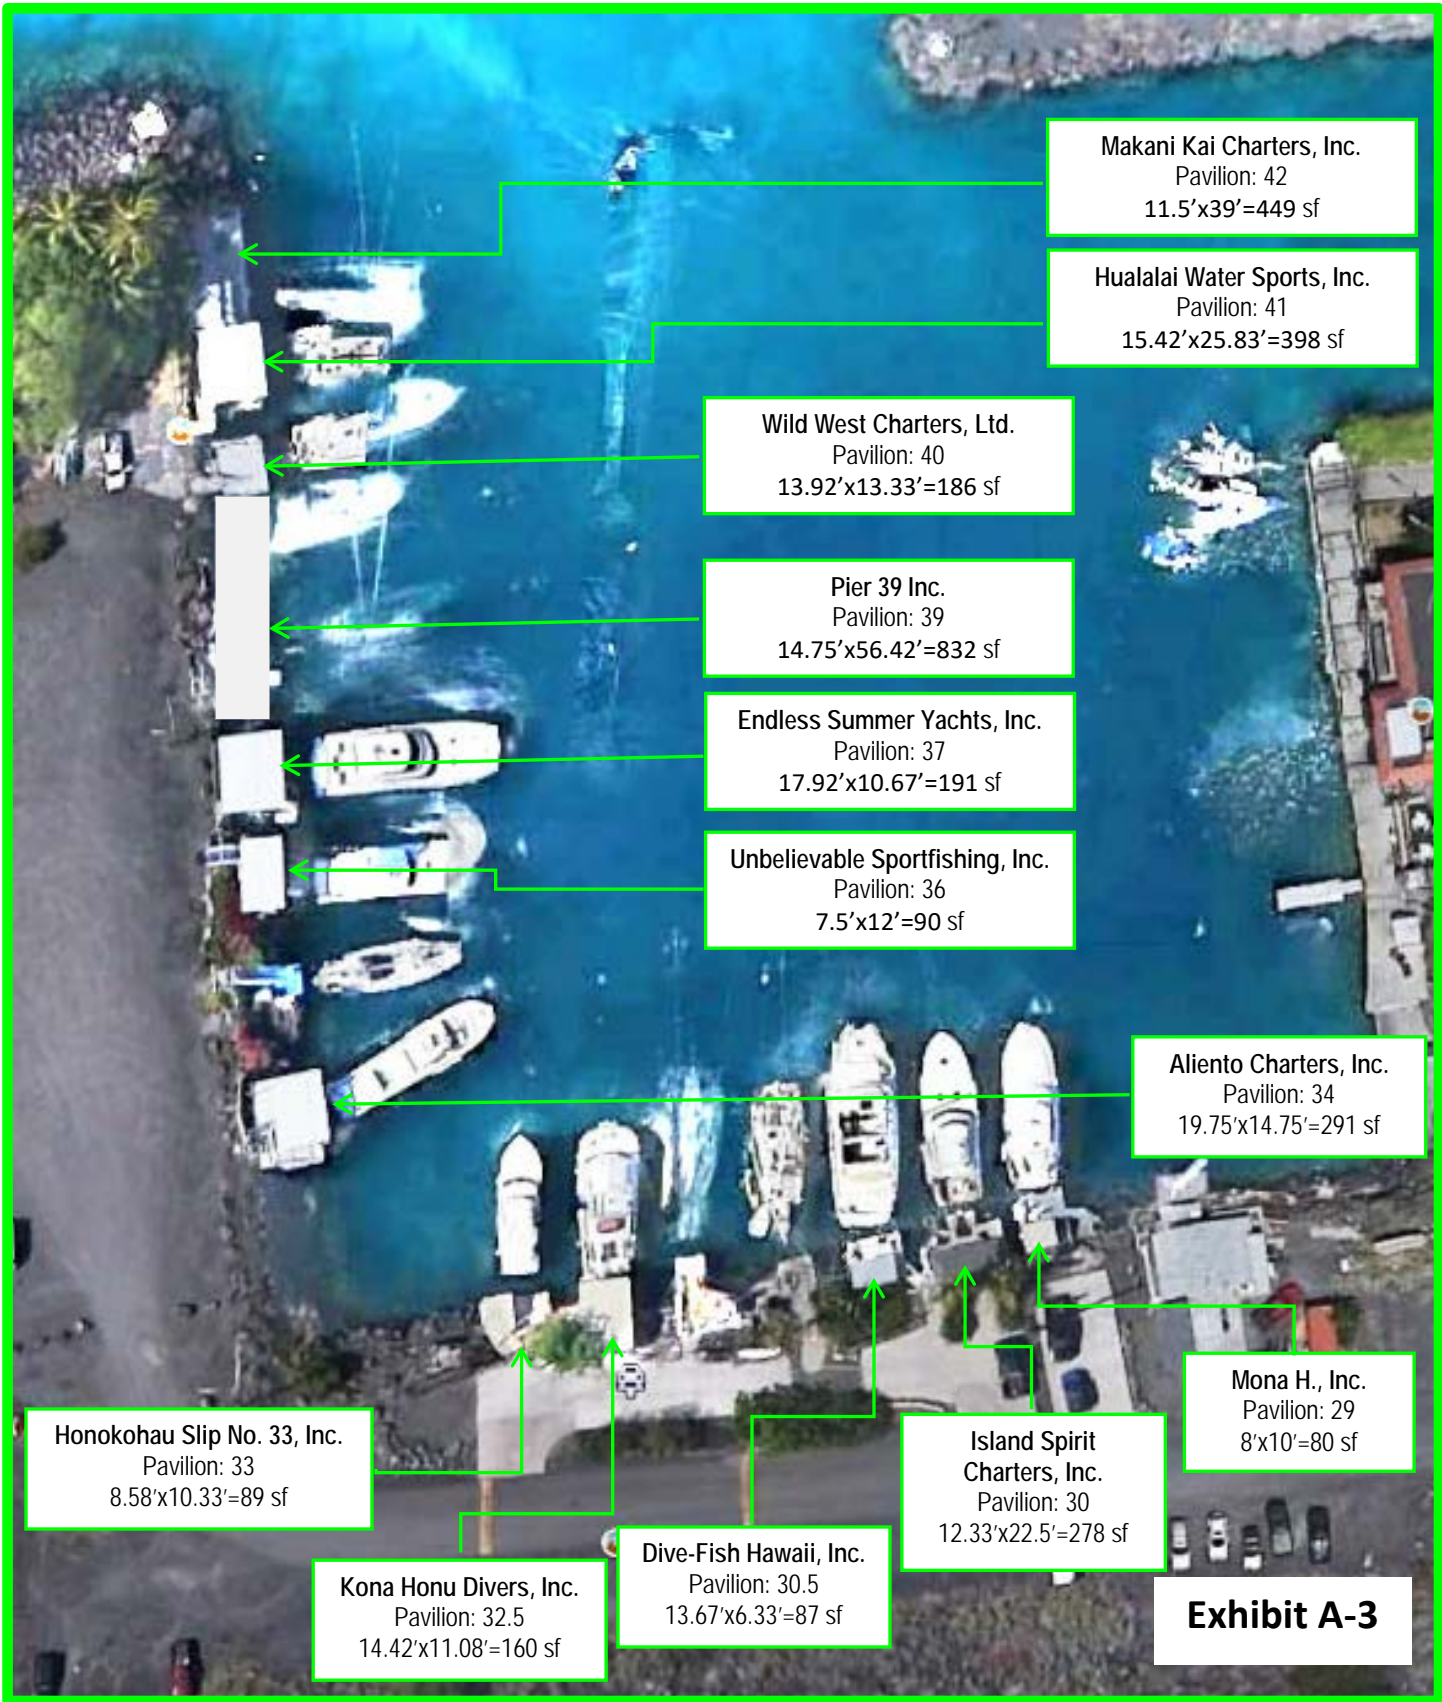 Makani Kai Charters, Inc.
Pavilion: 42
11.5’x39’=449 sf
Hualalai Water Sports, Inc.
Pavilion: 41
15.42’x25.83’=398 sf
Wild West Charters, Ltd.
Pavilion: 40
13.92’x13.33’=186 sf
Pier 39 Inc.
Pavilion: 39
14.75’x56.42’=832 sf
Endless Summer Yachts, Inc.
Pavilion: 37
17.92’x10.67’=191 sf
Unbelievable Sportfishing, Inc.
Pavilion: 36
7.5’x12’=90 sf
Aliento Charters, Inc.
Pavilion: 34
19.75’x14.75’=291 sf
Mona H., Inc.
Pavilion: 29
8’x10’=80 sf
Honokohau Slip No. 33, Inc.
Pavilion: 33
8.58’x10.33’=89 sf
Island Spirit
Charters, Inc.
Pavilion: 30
12.33’x22.5’=278 sf
Dive-Fish Hawaii, Inc.
Pavilion: 30.5
13.67’x6.33’=87 sf
Kona Honu Divers, Inc.
Pavilion: 32.5
14.42’x11.08’=160 sf
Exhibit A-3